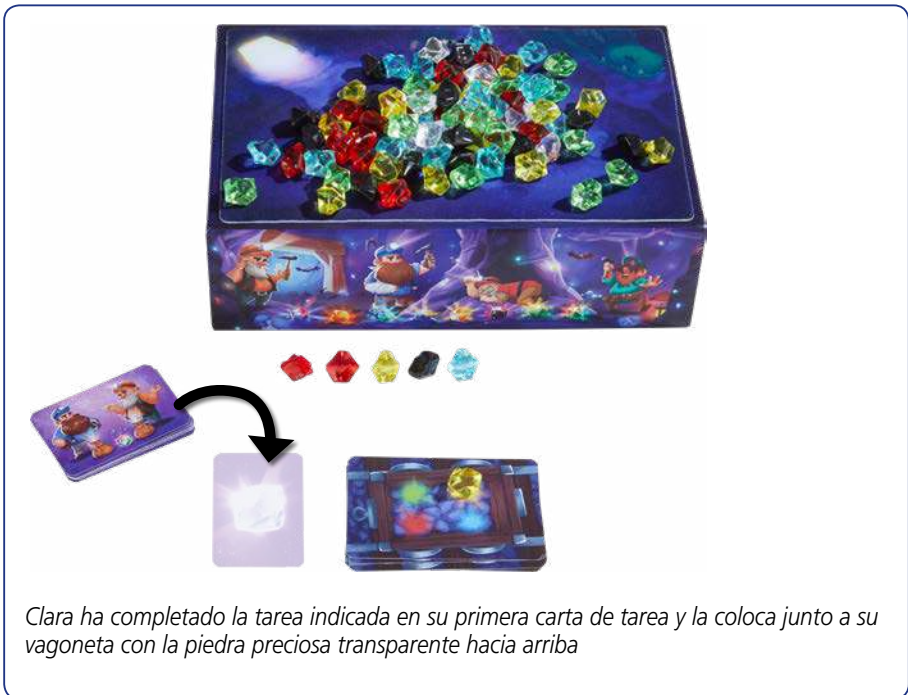 Clara ha completado la tarea indicada en su primera carta de tarea y la coloca junto a su
vagoneta con la piedra preciosa transparente hacia arriba